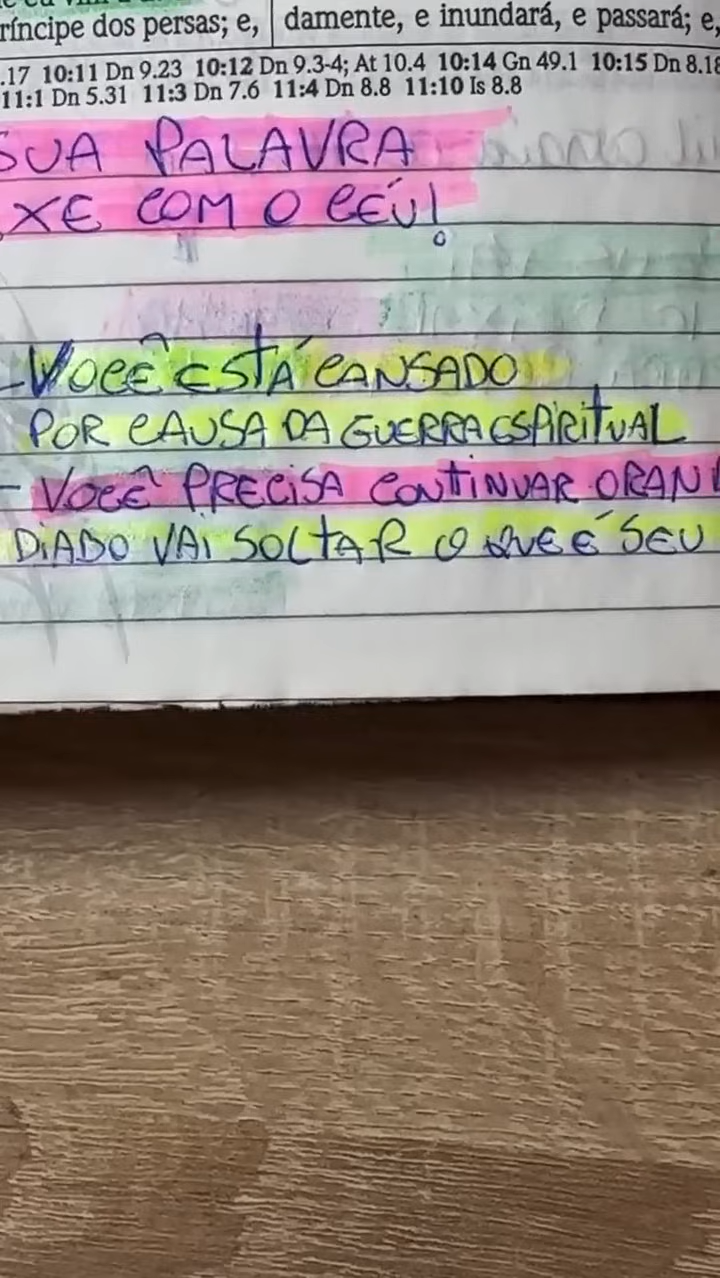 ríncipe dos persas; e,
damente, e inundará, e passará; e,
.17 10:11 Dn 9.23 10:12 Dn 9.3-4; At 10.4 10:14 Gn 49.1 10:15 Dn 8.18
11:1 Dn 5.31 11:3 Dn 7.6 11:4 Dn 8.8 11:10 Is 8.8
SUA PALAVRA
XE COM O CÉU!
- VOCÊ ESTÁ CANSADO
POR CAUSA DA GUERRA ESPIRITUAL
- VOCÊ PRECISA CONTINUAR ORAN
DIABO VAI SOLTAR O QUE É SEU